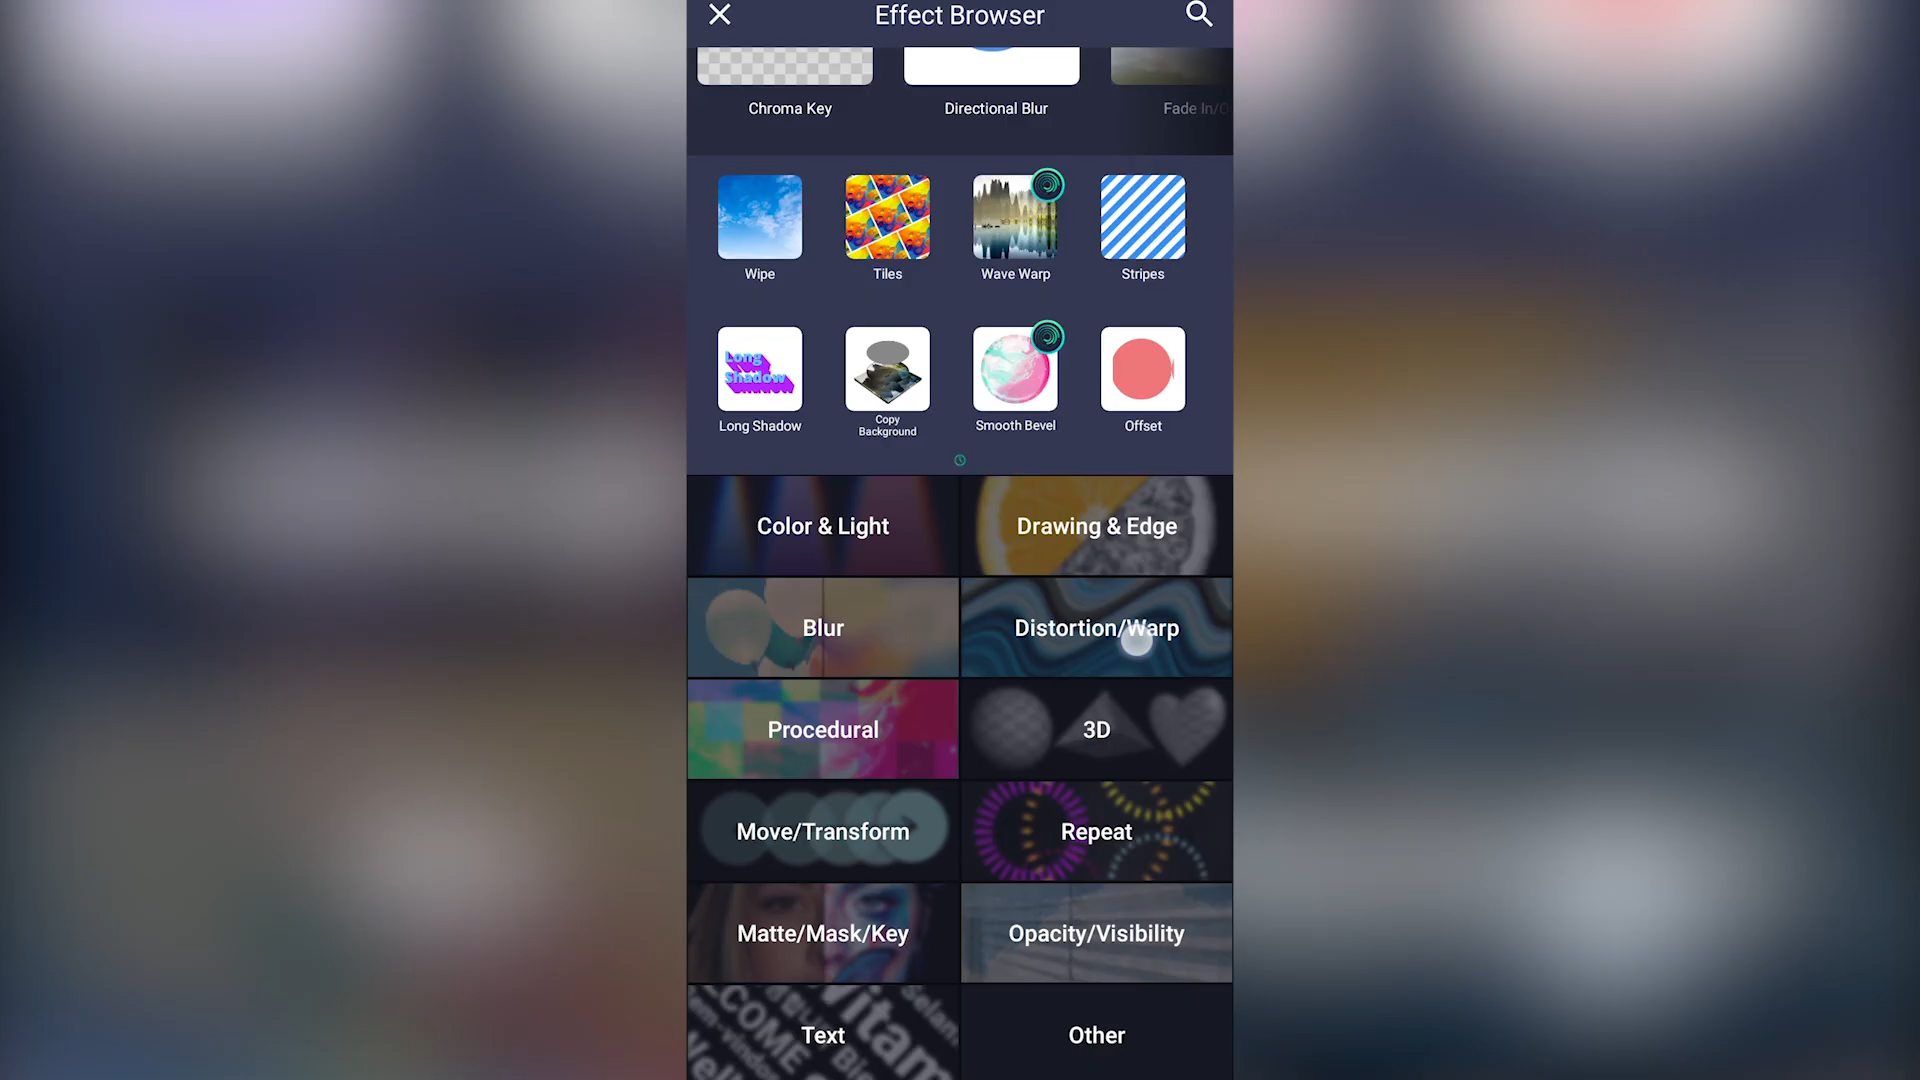 Effect Browser
Chroma Key
Directional Blur
Fade In/O
Wipe
Tiles
Wave Warp
Stripes
Long
Shadow
Long Shadow
Copy
Background
Smooth Bevel
Offset
Color & Light
Drawing & Edge
Blur
Distortion/Warp
Procedural
3D
Move/Transform
Repeat
Matte/Mask/Key
Opacity/Visibility
Text
Other